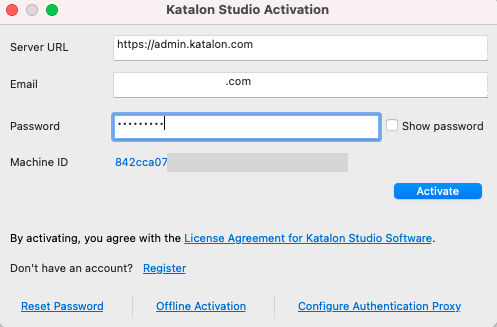 Katalon Studio Activation
Server URL https://admin.katalon.com
Email .com
Password •••••••••
Show password
Machine ID 842cca07
Activate
By activating, you agree with the License Agreement for Katalon Studio Software.
Don't have an account? Register
Reset Password Offline Activation Configure Authentication Proxy